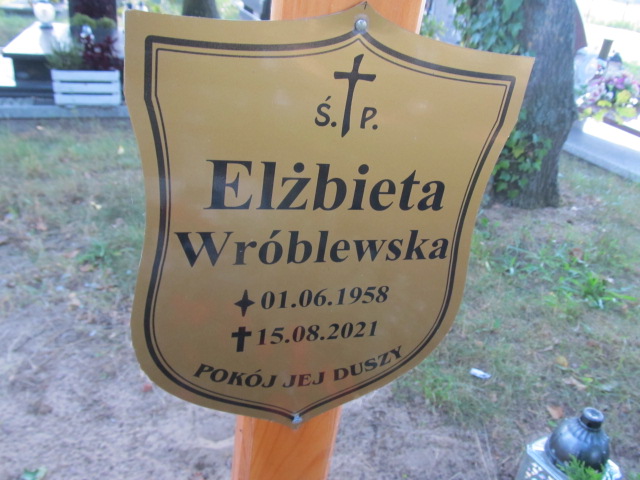 Ś. P.
Elżbieta
Wróblewska
01.06.1958
15.08.2021
POKÓJ JEJ DUSZY